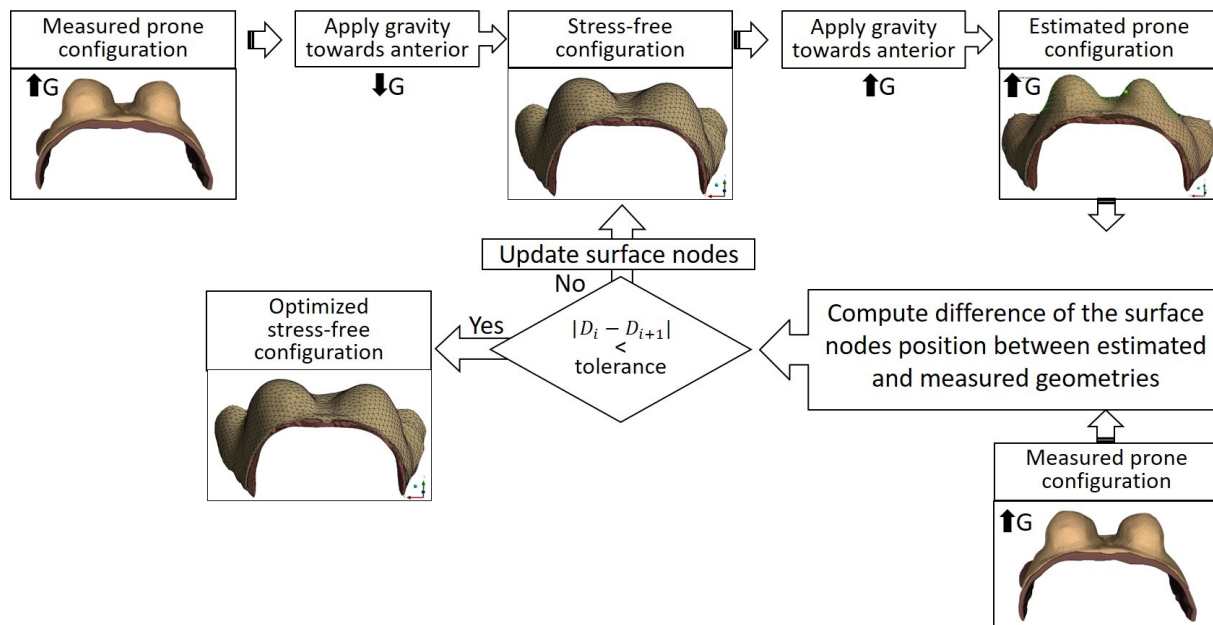 Measured prone
configuration
G
Apply gravity
towards anterior
G
Stress-free
configuration
Apply gravity
towards anterior
G
Estimated prone
configuration
G
Update surface nodes
No
Yes
|D_i − D_{i+1}|
<
tolerance
Optimized
stress-free
configuration
Compute difference of the surface
nodes position between estimated
and measured geometries
Measured prone
configuration
G